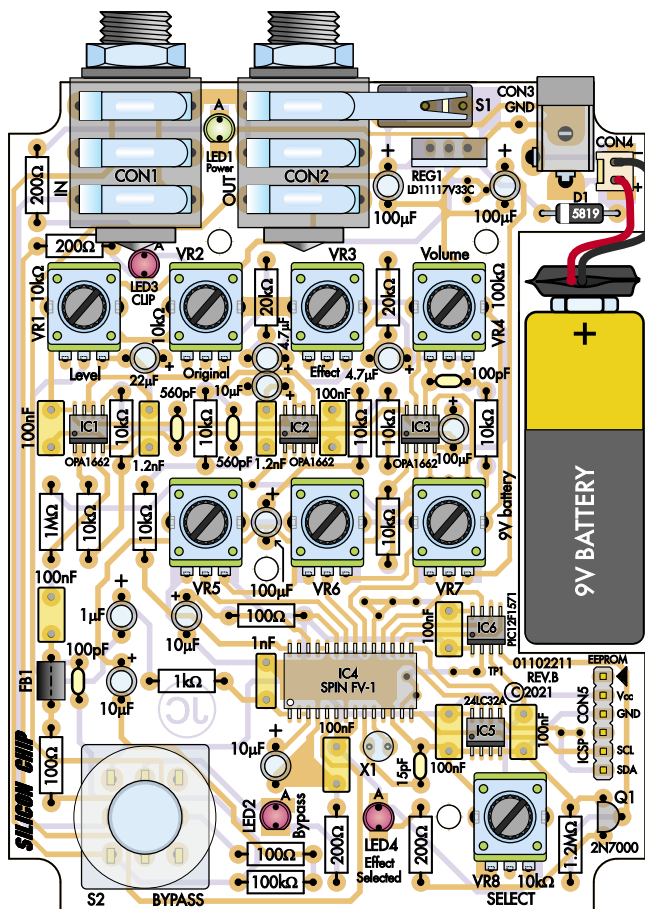 CON3
GND
S1
A
LED1
Power
CON4
+
200Ω
IN
CON1
OUT
CON2
+
100µF
REG1
LD11117V33C
+
100µF
D1
5819
200Ω
A
LED3
CLIP
VR2
VR3
Volume
10kΩ
VR1
10kΩ
20kΩ
20kΩ
100kΩ
VR4
+
Level
22µF
+
Original
4.7µF
+
10µF
+
Effect
4.7µF
+
100pF
560pF
100nF
100nF
IC1
10kΩ
10kΩ
IC2
10kΩ
IC3
10kΩ
OPA1662
1.2nF
560pF
1.2nF
OPA1662
OPA1662
+
100µF
9V battery
9V BATTERY
1MΩ
10kΩ
10kΩ
+
10kΩ
100µF
VR5
VR6
VR7
100nF
+
1µF
+
10µF
100Ω
100nF
IC6
PIC12F1571
100pF
FB1
+
10µF
1kΩ
1nF
IC4
SPIN FV-1
TP1
01102211
REV.B
©2021
EEPROM
Vcc
GND
SCL
SDA
CON5
ICSP
24LC32A
IC5
100nF
100nF
1C
100Ω
+
10µF
100nF
X1
15pF
SILICON CHIP
LED2
A
Bypass
A
LED4
Effect
Selected
200Ω
200Ω
100Ω
100kΩ
1.2MΩ
Q1
2N7000
S2
BYPASS
VR8
10kΩ
SELECT